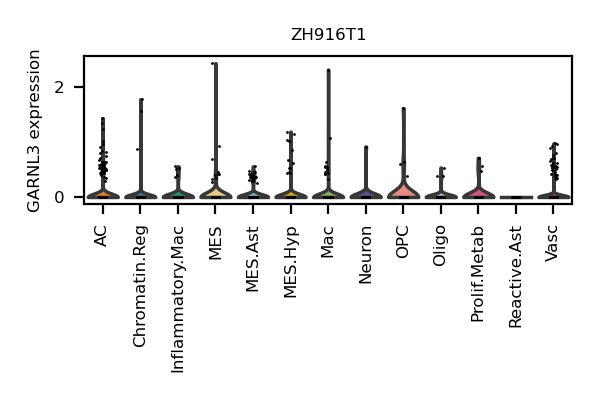 ZH916T1
GARNL3 expression
2
0
AC
Chromatin.Reg
Inflammatory.Mac
MES
MES.Ast
MES.Hyp
Mac
Neuron
OPC
Oligo
Prolif.Metab
Reactive.Ast
Vasc